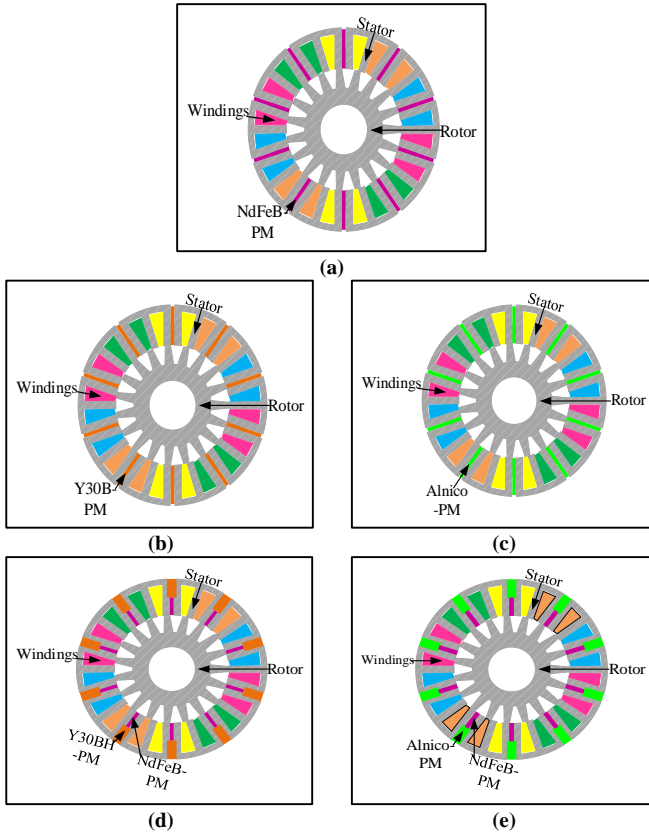 Stator
Windings
Rotor
NdFeB-
PM
(a)
Stator
Windings
Rotor
Y30B-
PM
(b)
Stator
Windings
Rotor
Alnico
-PM
(c)
Stator
Windings
Rotor
Y30BH
-PM
NdFeB-
PM
(d)
Stator
Windings
Rotor
Alnico-
PM
NdFeB-
PM
(e)